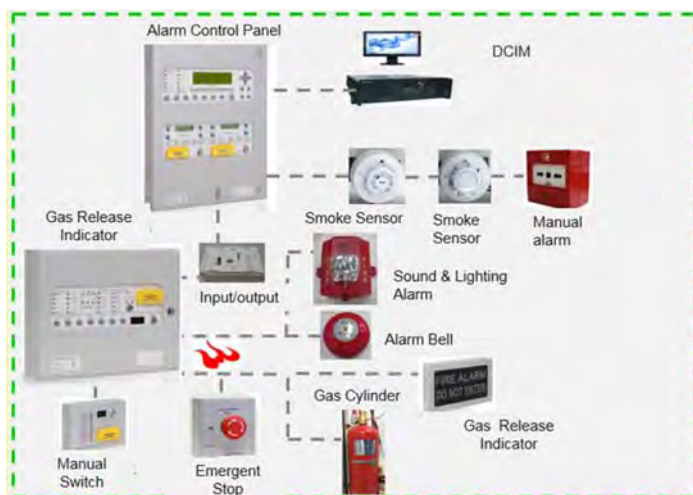 Alarm Control Panel
DCIM
Smoke Sensor
Smoke
Sensor
Manual
alarm
Gas Release
Indicator
Input/output
Sound & Lighting
Alarm
Alarm Bell
FIRE ALARM
DO NOT ENTER
Gas Cylinder
Gas Release
Indicator
Manual
Switch
Emergent
Stop